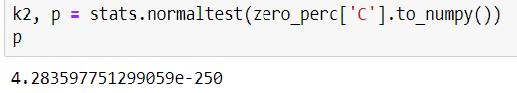 k2, p = stats.normaltest(zero_perc['C'].to_numpy())
p
4.283597751299059e-250